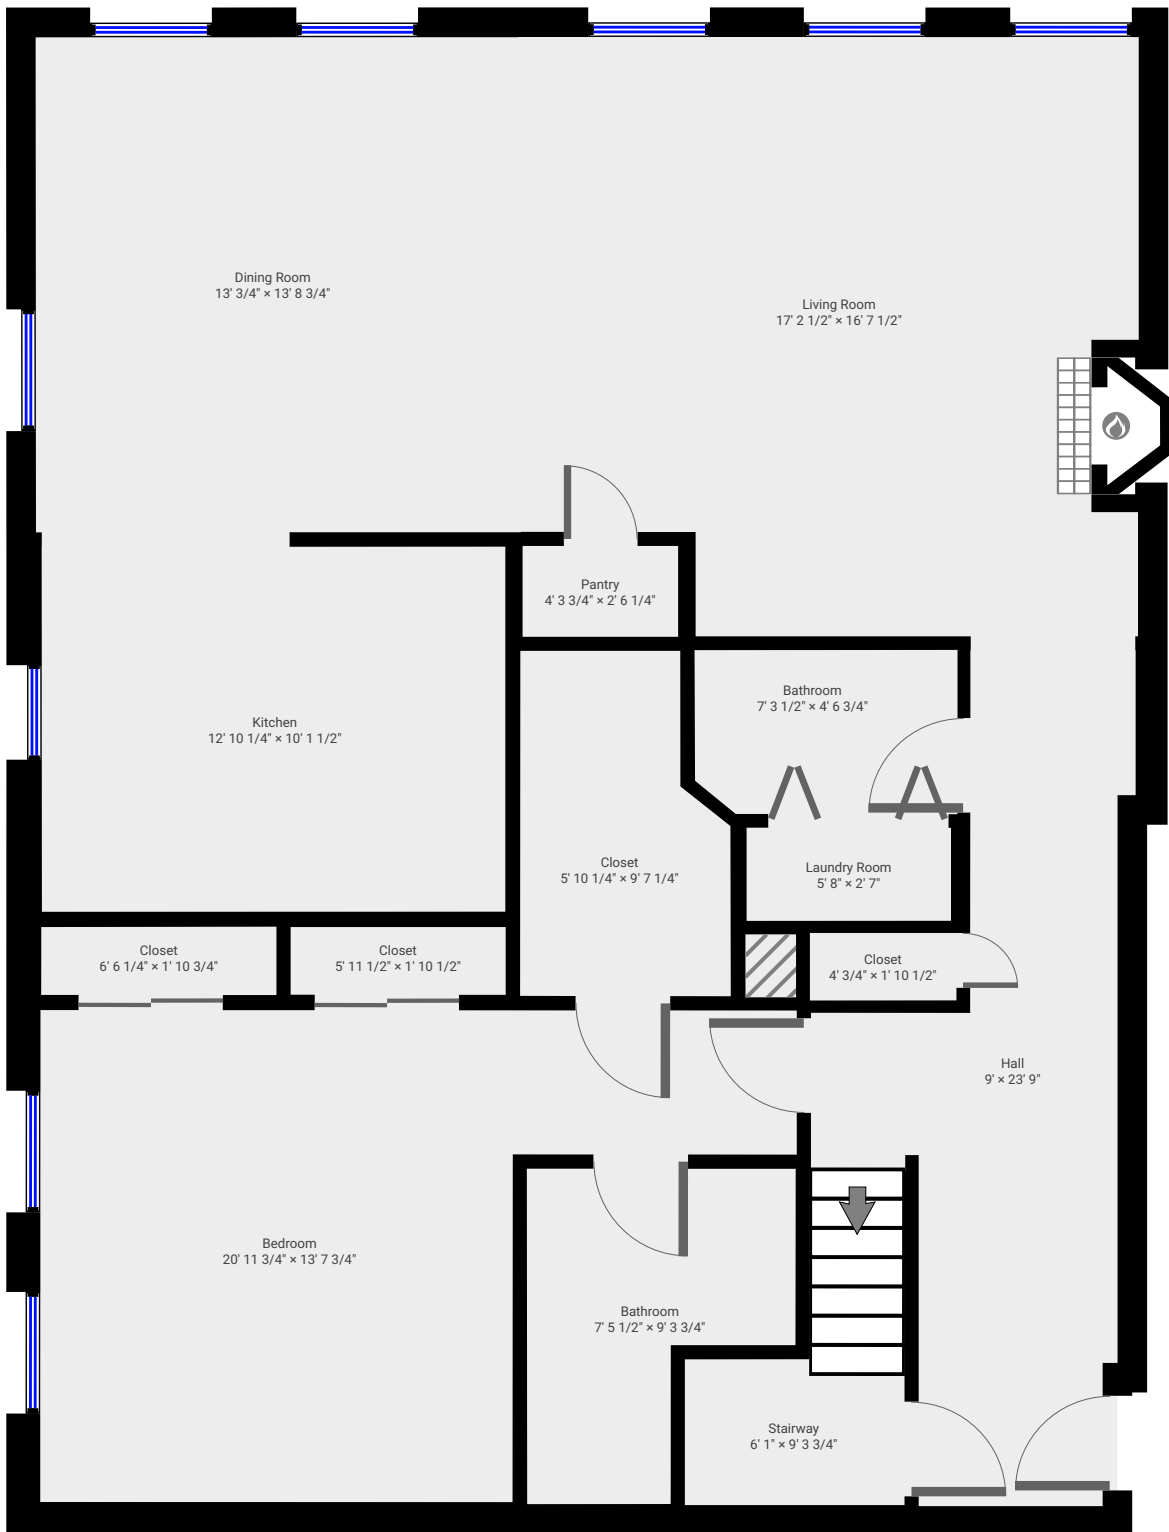 Dining Room
13' 3/4" × 13' 8 3/4"
Living Room
17' 2 1/2" × 16' 7 1/2"
Pantry
4' 3 3/4" × 2' 6 1/4"
Bathroom
7' 3 1/2" × 4' 6 3/4"
Kitchen
12' 10 1/4" × 10' 1 1/2"
Closet
5' 10 1/4" × 9' 7 1/4"
Laundry Room
5' 8" × 2' 7"
Closet
6' 6 1/4" × 1' 10 3/4"
Closet
5' 11 1/2" × 1' 10 1/2"
Closet
4' 3/4" × 1' 10 1/2"
Hall
9' × 23' 9"
Bedroom
20' 11 3/4" × 13' 7 3/4"
Bathroom
7' 5 1/2" × 9' 3 3/4"
Stairway
6' 1" × 9' 3 3/4"